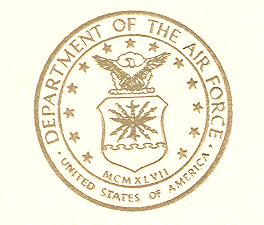 DEPARTMENT OF THE AIR FORCE
MCMXLVII
· UNITED STATES OF AMERICA ·